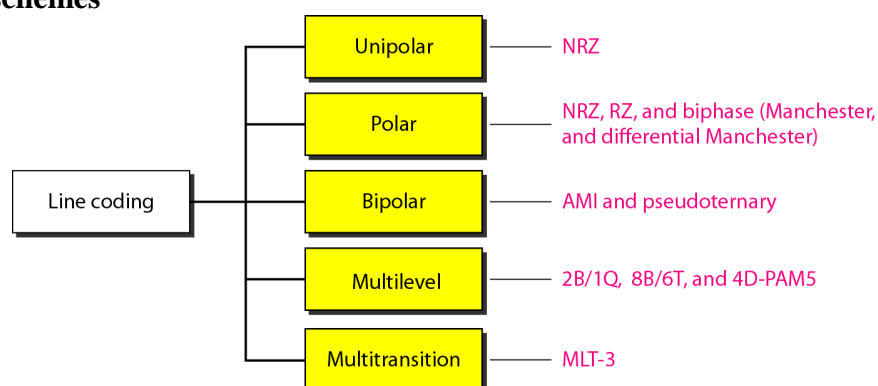 schemes
Unipolar
NRZ
Polar
NRZ, RZ, and biphase (Manchester,
and differential Manchester)
Line coding
Bipolar
AMI and pseudoternary
Multilevel
2B/1Q, 8B/6T, and 4D-PAM5
Multitransition
MLT-3